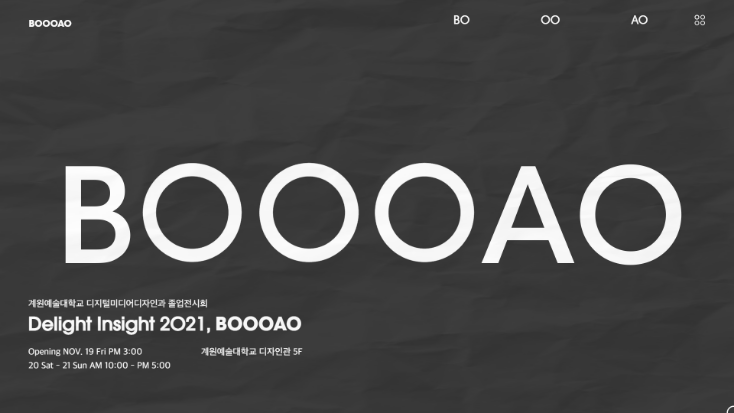 BOOOAO
BO
OO
AO
BOOOAO
계원예술대학교 디지털미디어디자인과 졸업전시회
Delight Insight 2021, BOOOAO
Opening NOV. 19 Fri PM 3:00
계원예술대학교 디자인관 5F
20 Sat - 21 Sun AM 10:00 - PM 5:00